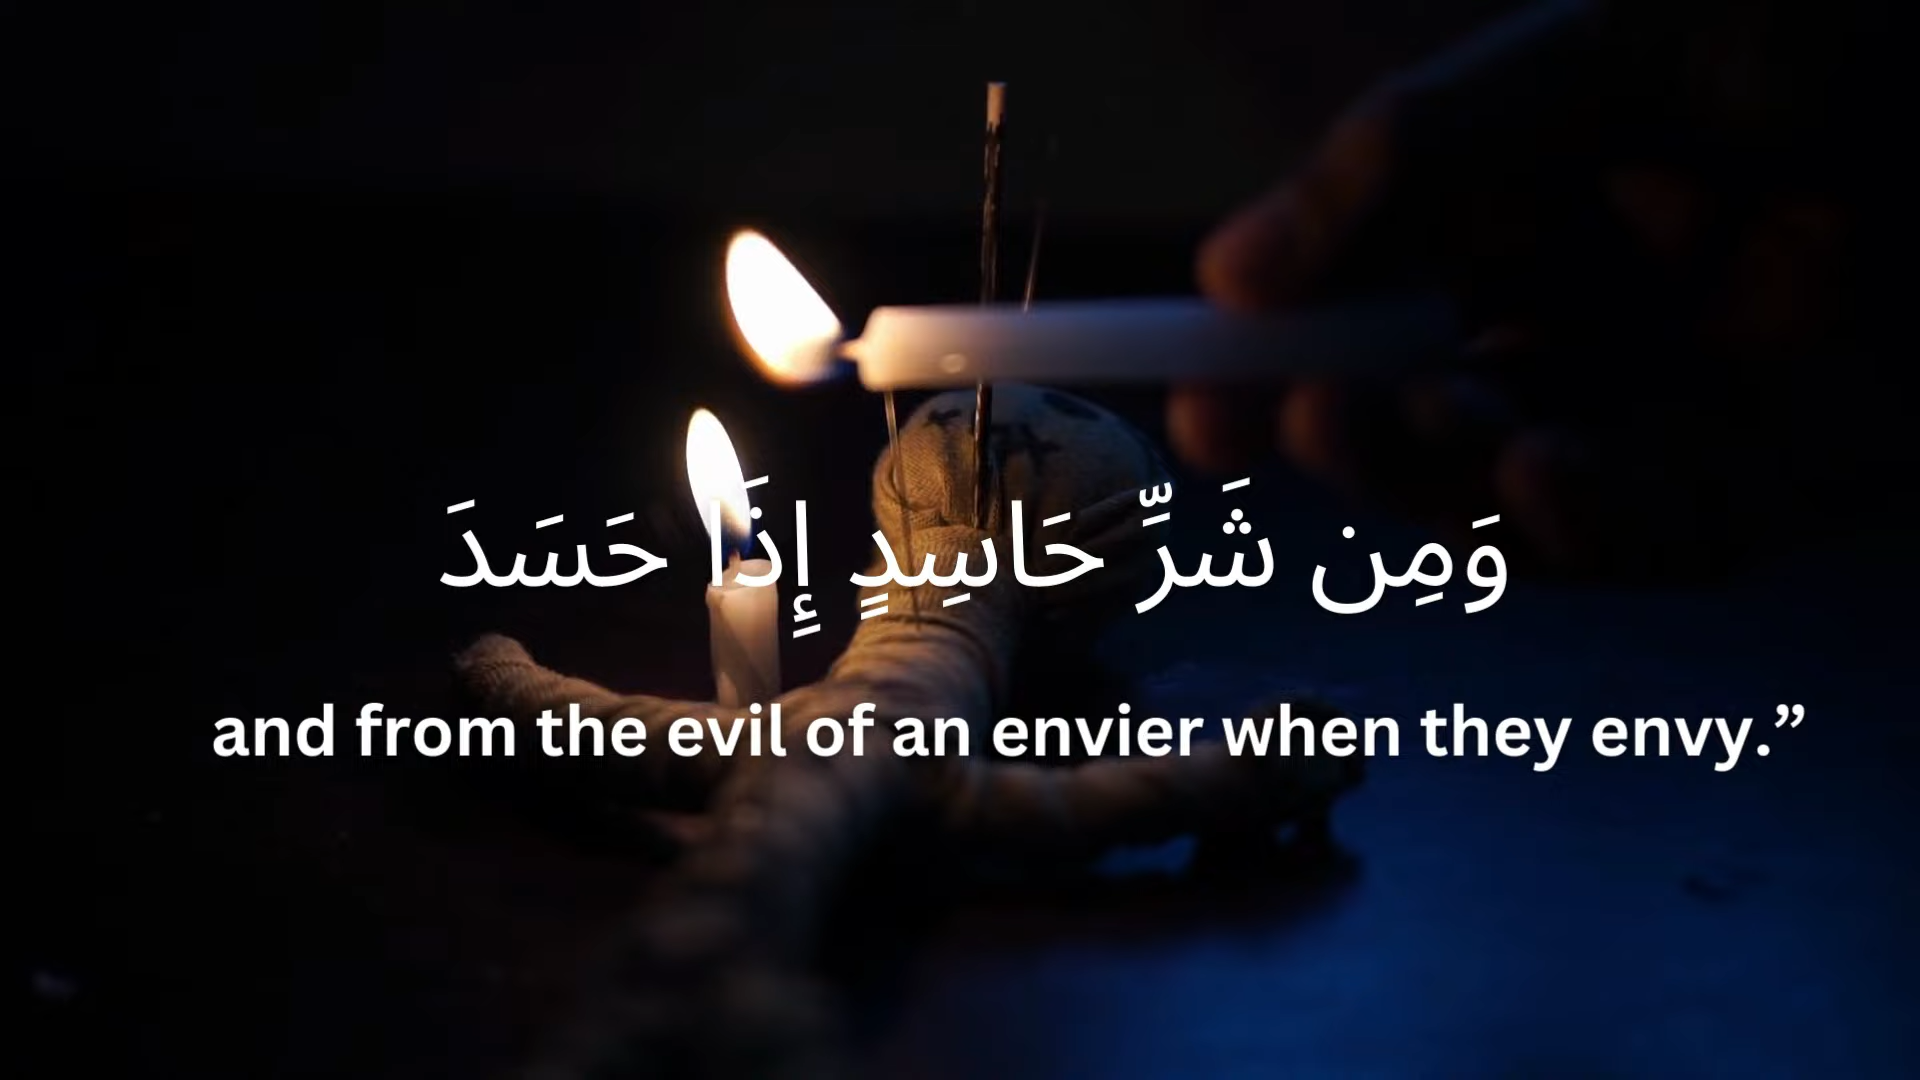 وَمِن شَرِّ حَاسِدٍ إِذَا حَسَدَ
and from the evil of an envier when they envy.”